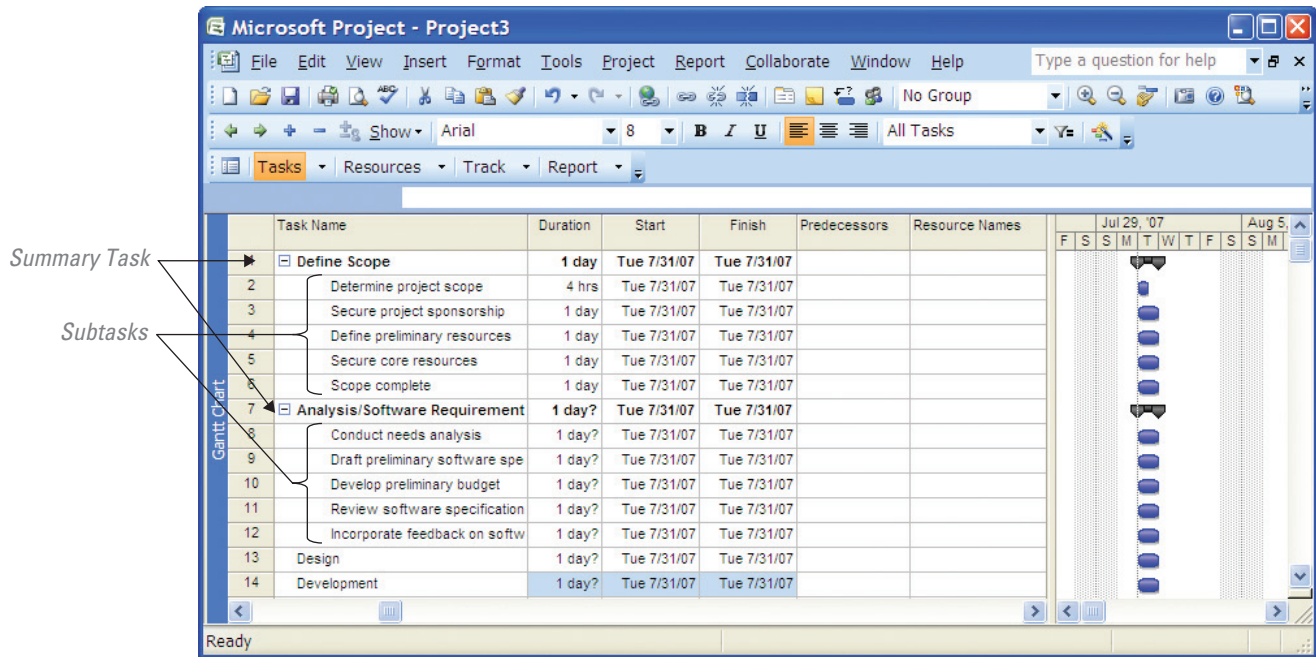 Microsoft Project - Project3
File Edit View Insert Format Tools Project Report Collaborate Window Help Type a question for help
ABC No Group
Show Arial 8 B I U All Tasks
Tasks Resources Track Report
Task Name Duration Start Finish Predecessors Resource Names Jul 29, '07 Aug 5,
F S S M T W T F S S M
Summary Task
1 Define Scope 1 day Tue 7/31/07 Tue 7/31/07
2 Determine project scope 4 hrs Tue 7/31/07 Tue 7/31/07
3 Secure project sponsorship 1 day Tue 7/31/07 Tue 7/31/07
Subtasks
4 Define preliminary resources 1 day Tue 7/31/07 Tue 7/31/07
5 Secure core resources 1 day Tue 7/31/07 Tue 7/31/07
6 Scope complete 1 day Tue 7/31/07 Tue 7/31/07
Gantt Chart
7 Analysis/Software Requirement 1 day? Tue 7/31/07 Tue 7/31/07
8 Conduct needs analysis 1 day? Tue 7/31/07 Tue 7/31/07
9 Draft preliminary software spe 1 day? Tue 7/31/07 Tue 7/31/07
10 Develop preliminary budget 1 day? Tue 7/31/07 Tue 7/31/07
11 Review software specification 1 day? Tue 7/31/07 Tue 7/31/07
12 Incorporate feedback on softw 1 day? Tue 7/31/07 Tue 7/31/07
13 Design 1 day? Tue 7/31/07 Tue 7/31/07
14 Development 1 day? Tue 7/31/07 Tue 7/31/07
Ready